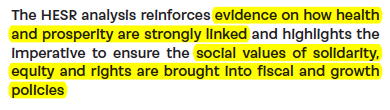 The HESR analysis reinforces evidence on how health
and prosperity are strongly linked and highlights the
imperative to ensure the social values of solidarity,
equity and rights are brought into fiscal and growth
policies